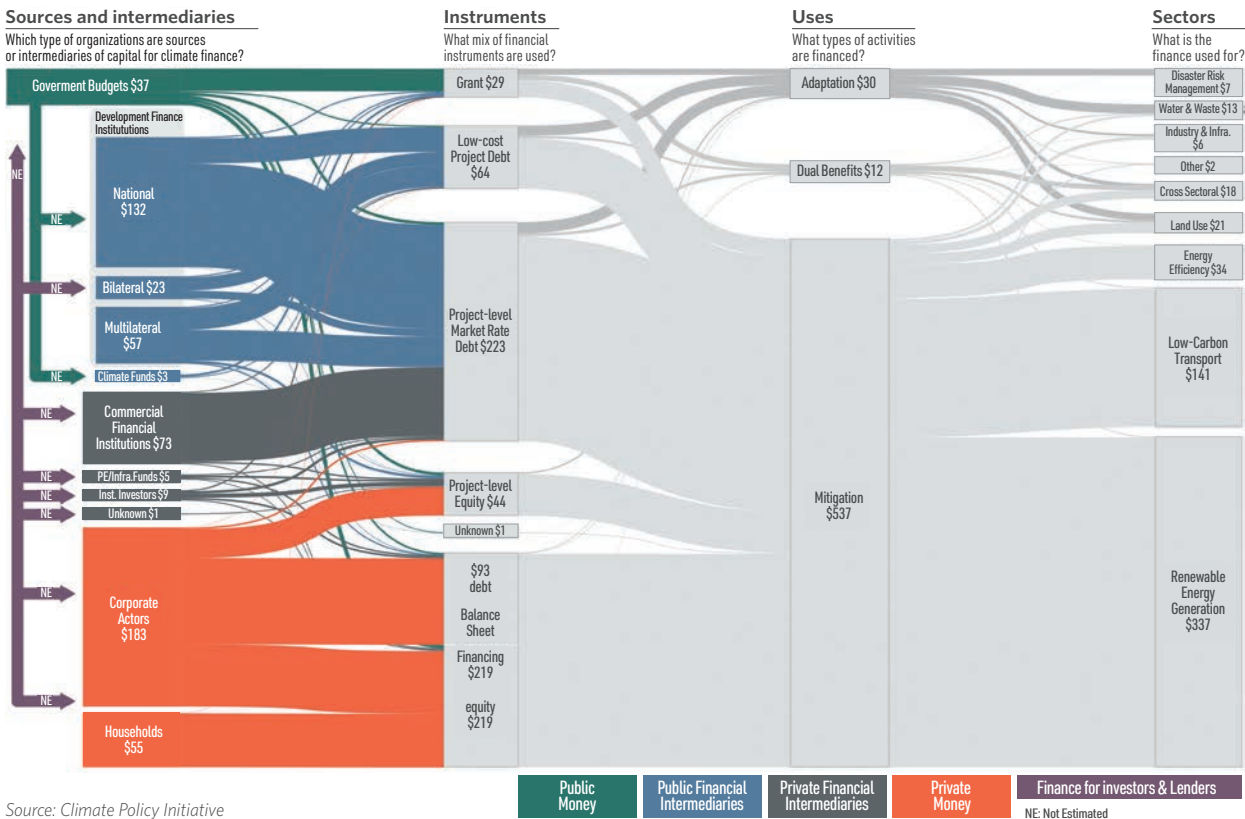 Sources and intermediaries
Which type of organizations are sources
or intermediaries of capital for climate finance?
Goverment Budgets $37
Development Finance
Institututions
National
$132
Bilateral $23
Multilateral
$57
Climate Funds $3
Commercial
Financial
Institutions $73
PE/Infra.Funds $5
Inst. Investors $9
Unknown $1
Corporate
Actors
$183
Households
$55
NE
NE
NE
NE
NE
NE
NE
NE
NE
NE
Instruments
What mix of financial
instruments are used?
Grant $29
Low-cost
Project Debt
$64
Project-level
Market Rate
Debt $223
Project-level
Equity $44
Unknown $1
$93
debt
Balance
Sheet
Financing
$219
equity
$219
Uses
What types of activities
are financed?
Adaptation $30
Dual Benefits $12
Mitigation
$537
Sectors
What is the
finance used for?
Disaster Risk
Management $7
Water & Waste $13
Industry & Infra.
$6
Other $2
Cross Sectoral $18
Land Use $21
Energy
Efficiency $34
Low-Carbon
Transport
$141
Renewable
Energy
Generation
$337
Public
Money
Public Financial
Intermediaries
Private Financial
Intermediaries
Private
Money
Finance for investors & Lenders
NE: Not Estimated
Source: Climate Policy Initiative